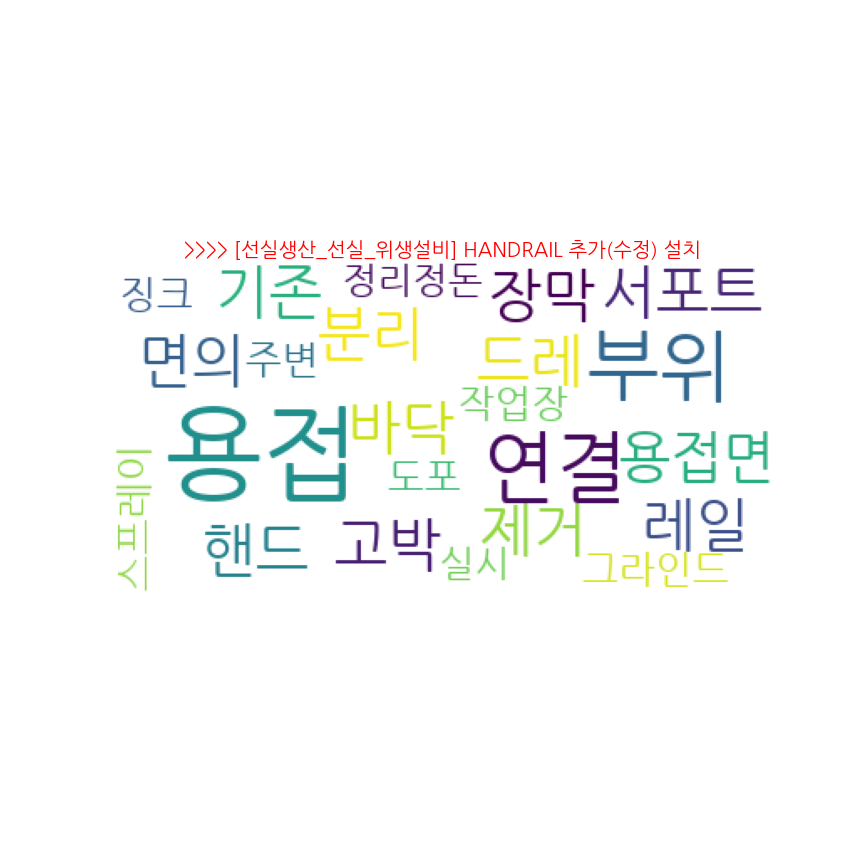 >>>> [선실생산_선실_위생설비] HANDRAIL 추가(수정) 설치
징크
기존
정리정돈
장막
서포트
면의
주변
분리
드레
부위
용접
바닥
작업장
도포
연결
용접면
스프레이
핸드
고박
실시
제거
레일
그라인드